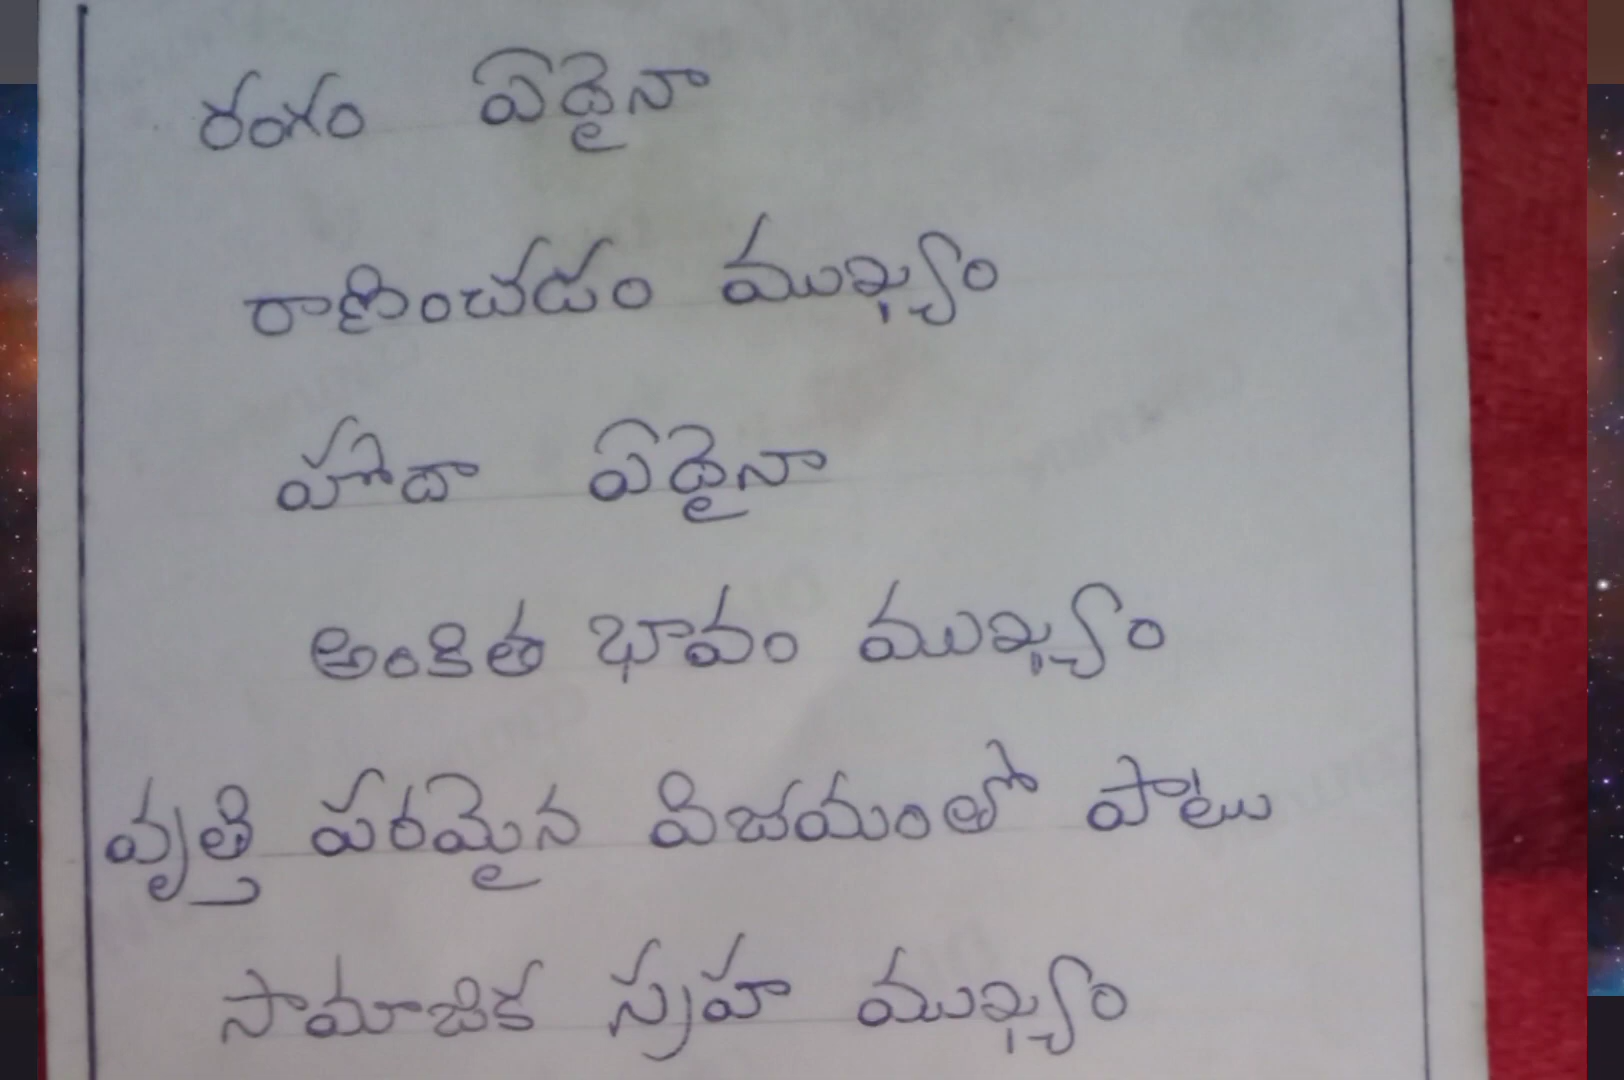 రంగం ఏదైనా
రాణించడం ముఖ్యం
హోదా ఏదైనా
అంకిత భావం ముఖ్యం
వృత్తి పరమైన విజయంతో పాటు
సామాజిక స్పృహ ముఖ్యం